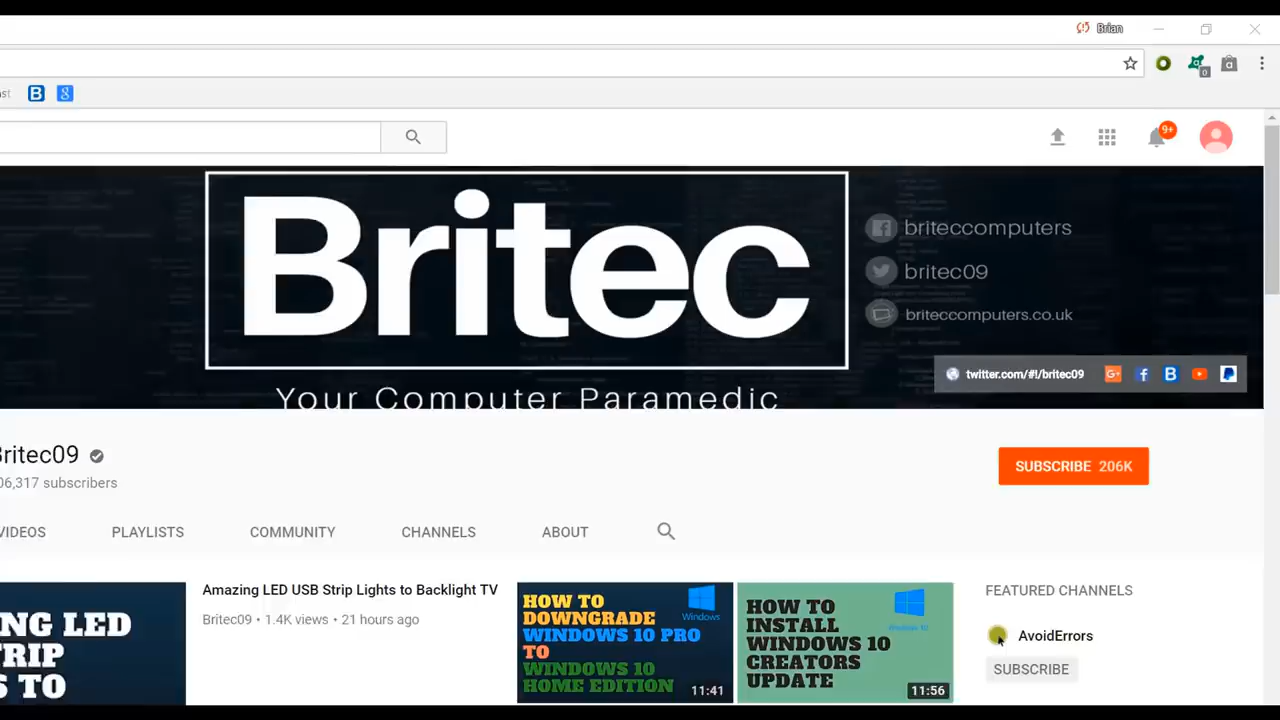 Brian
st
9+
Britec
briteccomputers
britec09
briteccomputers.co.uk
twitter.com/#!/britec09
Your Computer Paramedic
Britec09
06,317 subscribers
SUBSCRIBE 206K
VIDEOS
PLAYLISTS
COMMUNITY
CHANNELS
ABOUT
NG LED
TRIP
S TO
Amazing LED USB Strip Lights to Backlight TV
Britec09 • 1.4K views • 21 hours ago
HOW TO
DOWNGRADE
WINDOWS 10 PRO
TO
WINDOWS 10
HOME EDITION
Windows
11:41
HOW TO
INSTALL
WINDOWS 10
CREATORS
UPDATE
11:56
FEATURED CHANNELS
AvoidErrors
SUBSCRIBE